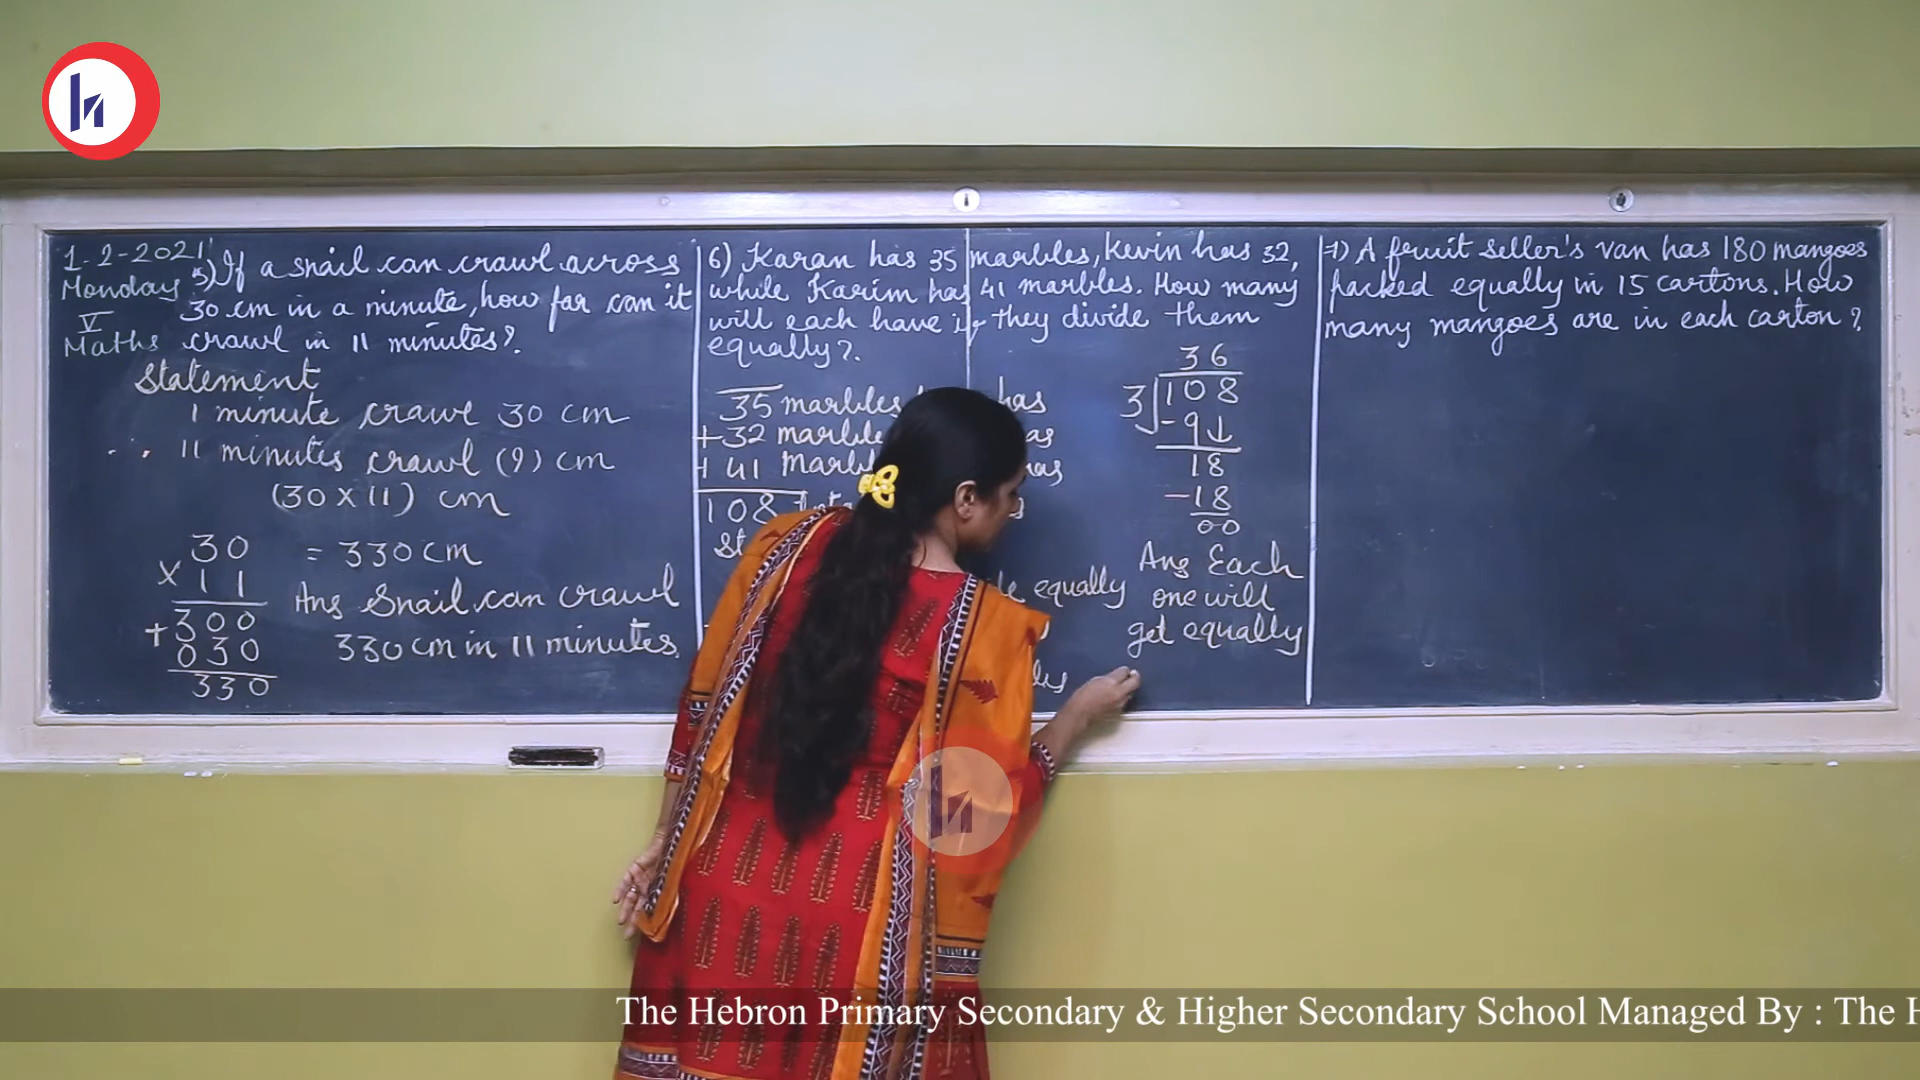 1-2-2021
Monday
V
Maths
5) If a snail can crawl across
30 cm in a minute, how far can it
crawl in 11 minutes?
Statement
1 minute crawl 30 cm
∴ 11 minutes crawl (?) cm
(30 x 11) cm
30
x 11
300
+ 030
330
= 330 cm
Ans Snail can crawl
330 cm in 11 minutes.
6) Karan has 35 marbles, Kevin has 32,
while Karim has 41 marbles. How many
will each have if they divide them
equally?
35 marbles has
+32 marble
+ 41 Marbl has
108
equally
36
3 108
-9↓
18
-18
00
Ans Each
one will
get equally
7) A fruit seller's van has 180 mangoes
packed equally in 15 cartons. How
many mangoes are in each carton?
The Hebron Primary Secondary & Higher Secondary School Managed By : The H